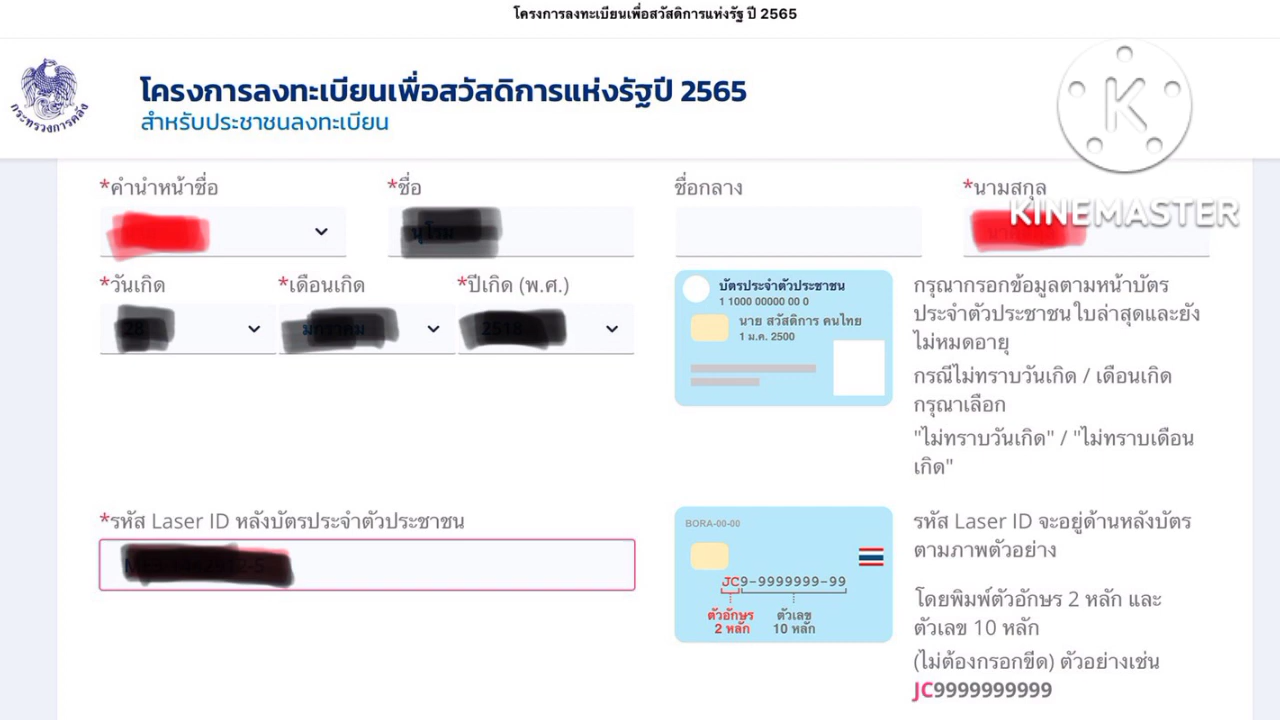 โครงการลงทะเบียนเพื่อสวัสดิการแห่งรัฐ ปี 2565
กระทรวงการคลัง
โครงการลงทะเบียนเพื่อสวัสดิการแห่งรัฐปี 2565
สำหรับประชาชนลงทะเบียน
K
KINEMASTER
*คำนำหน้าชื่อ
*ชื่อ
ชื่อกลาง
*นามสกุล
*วันเกิด
*เดือนเกิด
*ปีเกิด (พ.ศ.)
บัตรประจำตัวประชาชน
1 1000 00000 00 0
นาย สวัสดิการ คนไทย
1 ม.ค. 2500
กรุณากรอกข้อมูลตามหน้าบัตร
ประจำตัวประชาชนใบล่าสุดและยัง
ไม่หมดอายุ
กรณีไม่ทราบวันเกิด / เดือนเกิด
กรุณาเลือก
"ไม่ทราบวันเกิด" / "ไม่ทราบเดือน
เกิด"
*รหัส Laser ID หลังบัตรประจำตัวประชาชน
BORA-00-00
JC9-9999999-99
ตัวอักษร ตัวเลข
2 หลัก 10 หลัก
รหัส Laser ID จะอยู่ด้านหลังบัตร
ตามภาพตัวอย่าง
โดยพิมพ์ตัวอักษร 2 หลัก และ
ตัวเลข 10 หลัก
(ไม่ต้องกรอกขีด) ตัวอย่างเช่น
JC9999999999